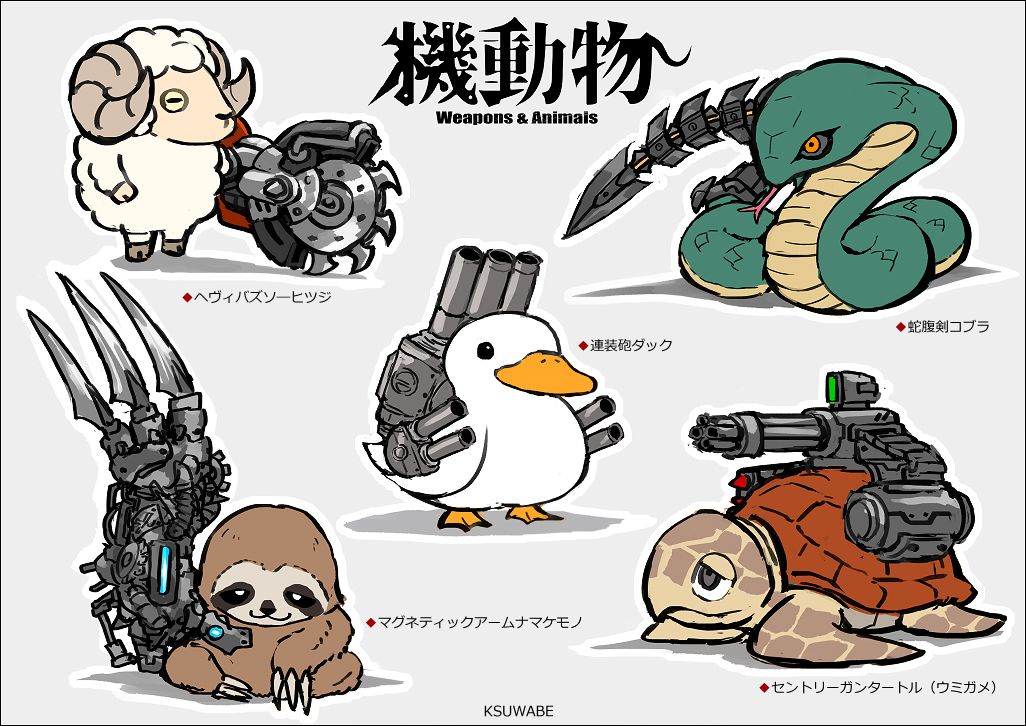 機動物
Weapons & Animals
◆ヘヴィバズソーヒツジ
◆蛇腹剣コブラ
◆連装砲ダック
◆マグネティックアームナマケモノ
◆セントリーガンタートル（ウミガメ）
KSUWABE